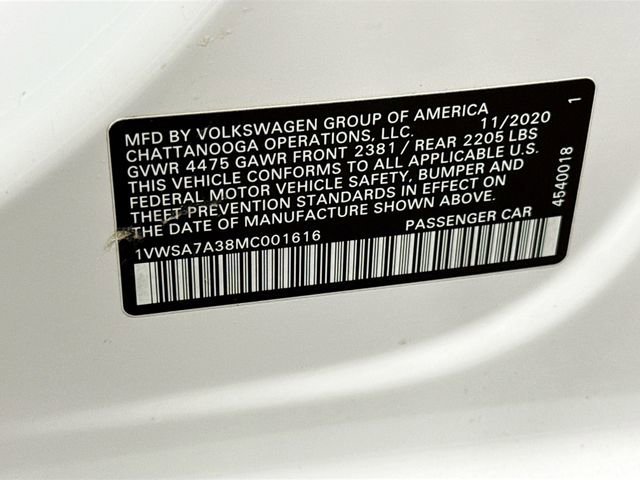 MFD BY VOLKSWAGEN GROUP OF AMERICA
CHATTANOOGA OPERATIONS, LLC. 11/2020 1
GVWR 4475 GAWR FRONT 2381 / REAR 2205 LBS
THIS VEHICLE CONFORMS TO ALL APPLICABLE U.S.
FEDERAL MOTOR VEHICLE SAFETY, BUMPER AND
THEFT PREVENTION STANDARDS IN EFFECT ON
THE DATE OF MANUFACTURE SHOWN ABOVE.
1VWSA7A38MC001616 PASSENGER CAR
4540018